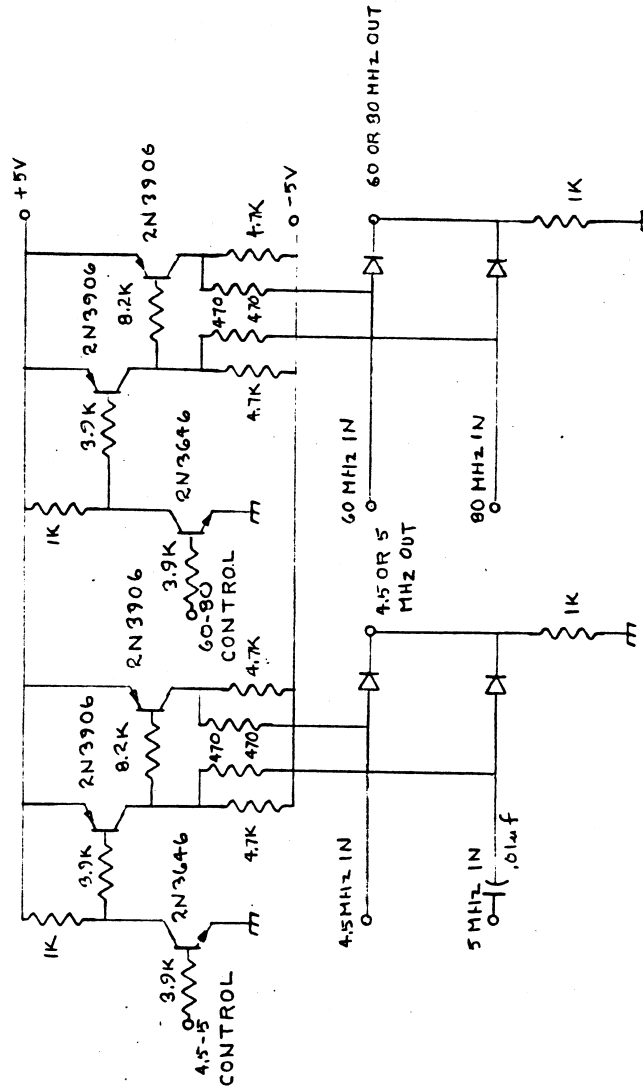 +5V
1K
3.9K
2N3906
8.2K
2N3906
2N3646
3.9K
4.5-15
CONTROL
4.7K
470
470
4.7K
1K
3.9K
2N3906
8.2K
2N3906
2N3646
3.9K
60-80
CONTROL
4.7K
470
470
4.7K
-5V
4.5MHz IN
4.5 OR 5
MHz OUT
5 MHz IN
.01uf
1K
60 MHz IN
60 OR 80 MHz OUT
80 MHz IN
1K